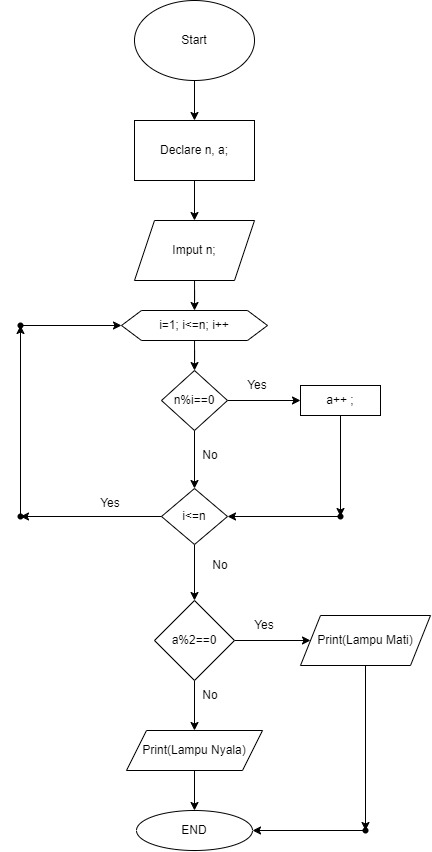 Start
Declare n, a;
Imput n;
i=1; i<=n; i++
n%i==0
Yes
a++ ;
No
i<=n
Yes
No
a%2==0
Yes
Print(Lampu Mati)
No
Print(Lampu Nyala)
END